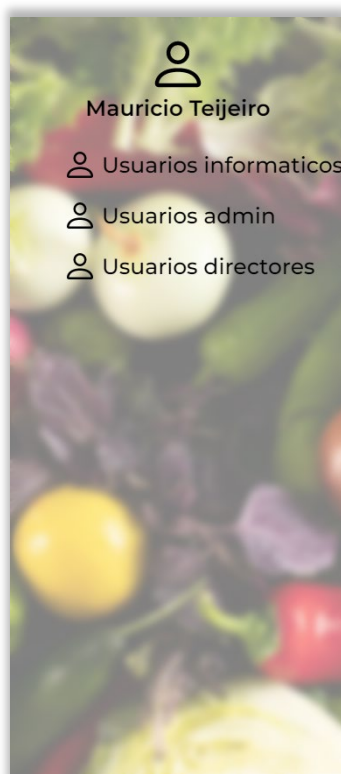 Mauricio Teijeiro
Usuarios informaticos
Usuarios admin
Usuarios directores